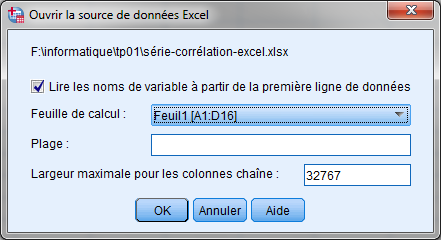 Ouvrir la source de données Excel
F:\informatique\tp01\série-corrélation-excel.xlsx
Lire les noms de variable à partir de la première ligne de données
Feuille de calcul : Feuil1 [A1:D16]
Plage :
Largeur maximale pour les colonnes chaîne : 32767
OK Annuler Aide